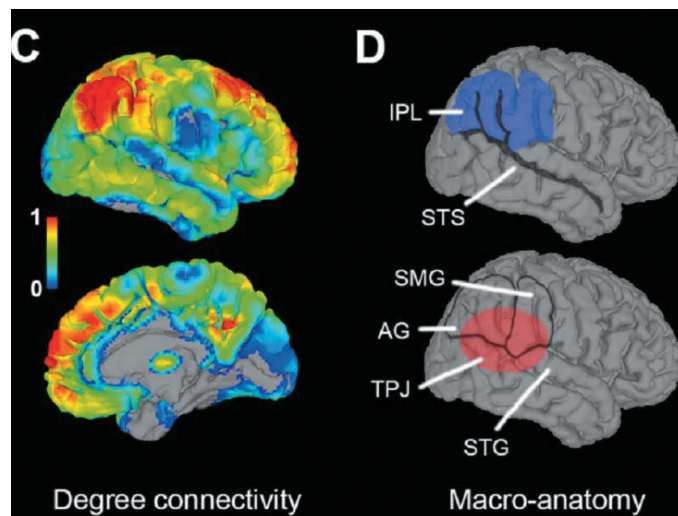 C
D
IPL
STS
1
0
SMG
AG
TPJ
STG
Degree connectivity
Macro-anatomy